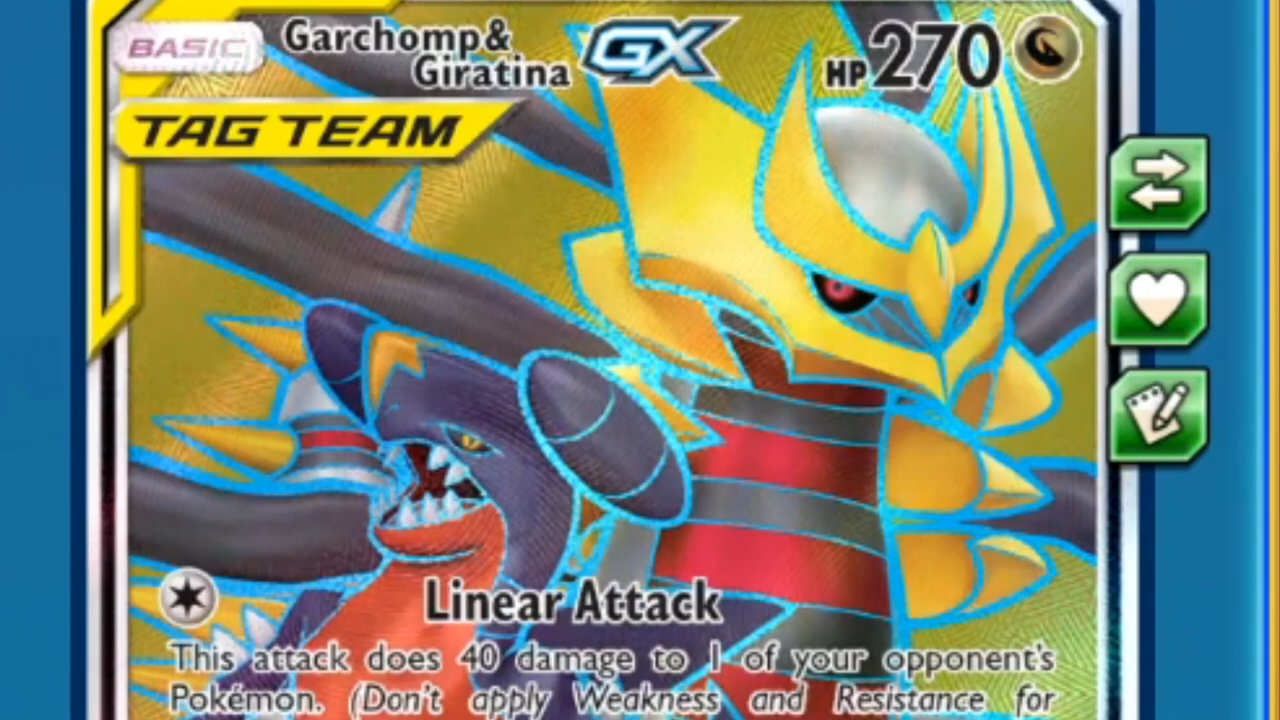 BASIC
Garchomp&
Giratina GX
HP 270
TAG TEAM
Linear Attack
This attack does 40 damage to 1 of your opponent's
Pokémon. (Don't apply Weakness and Resistance for